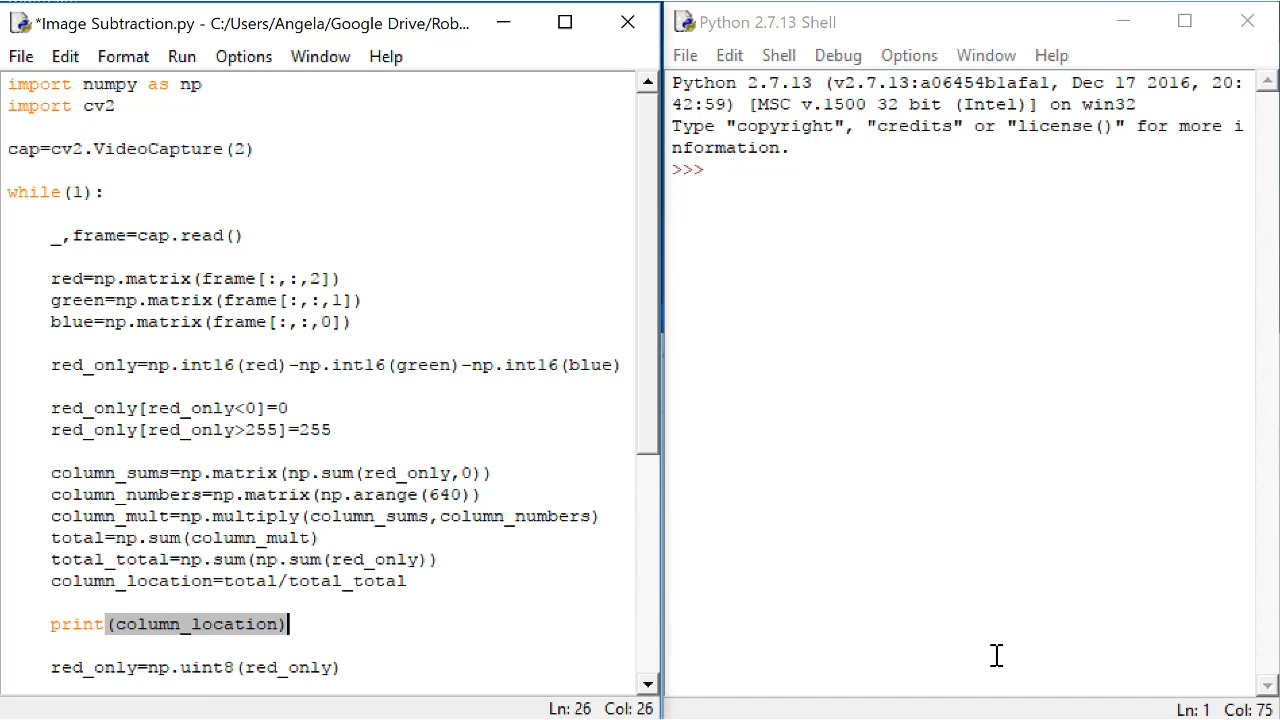 *Image Subtraction.py - C:/Users/Angela/Google Drive/Rob...
File Edit Format Run Options Window Help
import numpy as np
import cv2
cap=cv2.VideoCapture(2)
while(1):
_,frame=cap.read()
red=np.matrix(frame[:,:,2])
green=np.matrix(frame[:,:,1])
blue=np.matrix(frame[:,:,0])
red_only=np.int16(red)-np.int16(green)-np.int16(blue)
red_only[red_only<0]=0
red_only[red_only>255]=255
column_sums=np.matrix(np.sum(red_only,0))
column_numbers=np.matrix(np.arange(640))
column_mult=np.multiply(column_sums,column_numbers)
total=np.sum(column_mult)
total_total=np.sum(np.sum(red_only))
column_location=total/total_total
print(column_location)
red_only=np.uint8(red_only)
Ln: 26 Col: 26
Python 2.7.13 Shell
File Edit Shell Debug Options Window Help
Python 2.7.13 (v2.7.13:a06454b1afa1, Dec 17 2016, 20:
42:59) [MSC v.1500 32 bit (Intel)] on win32
Type "copyright", "credits" or "license()" for more i
nformation.
>>>
Ln: 1 Col: 75